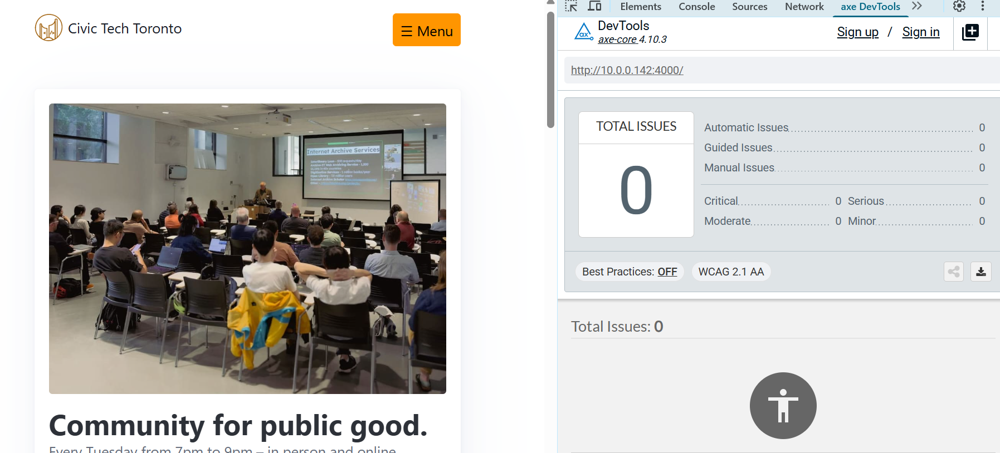 Civic Tech Toronto
☰ Menu
Internet Archive Services
Community for public good.
Every Tuesday from 7pm to 9pm – in person and online
Elements Console Sources Network axe DevTools
ax
DevTools
axe-core 4.10.3
Sign up / Sign in
http://10.0.0.142:4000/
TOTAL ISSUES
0
Automatic Issues 0
Guided Issues 0
Manual Issues 0
Critical 0 Serious 0
Moderate 0 Minor 0
Best Practices: OFF WCAG 2.1 AA
Total Issues: 0